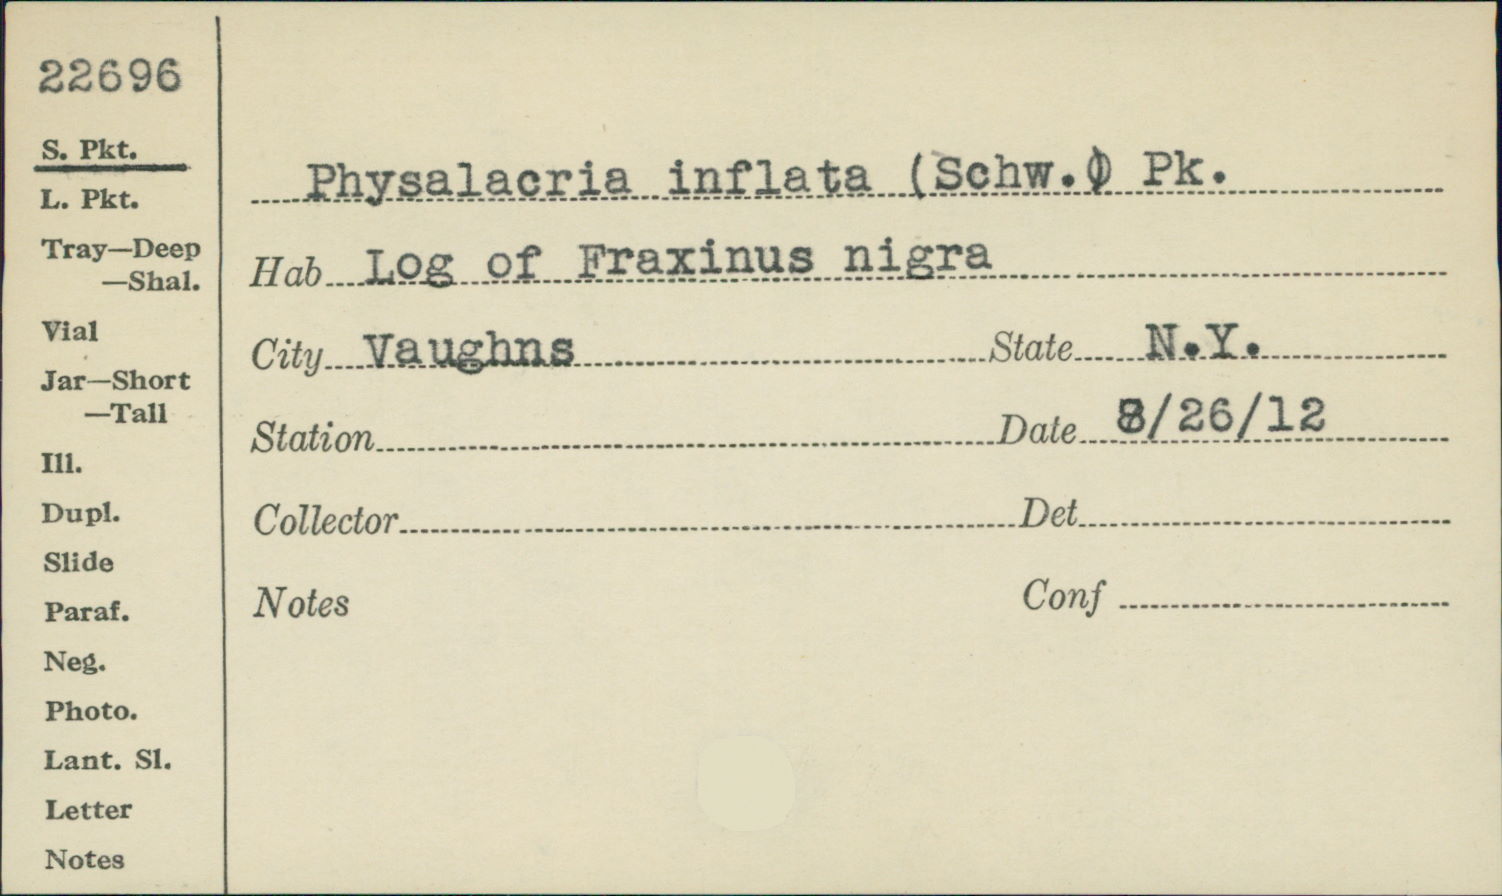 22696
S. Pkt.
L. Pkt.
Tray—Deep
—Shal.
Vial
Jar—Short
—Tall
Ill.
Dupl.
Slide
Paraf.
Neg.
Photo.
Lant. Sl.
Letter
Notes
Physalacria inflata (Schw.) Pk.
Hab Log of Fraxinus nigra
City Vaughns State N.Y.
Station Date 8/26/12
Collector Det
Notes Conf